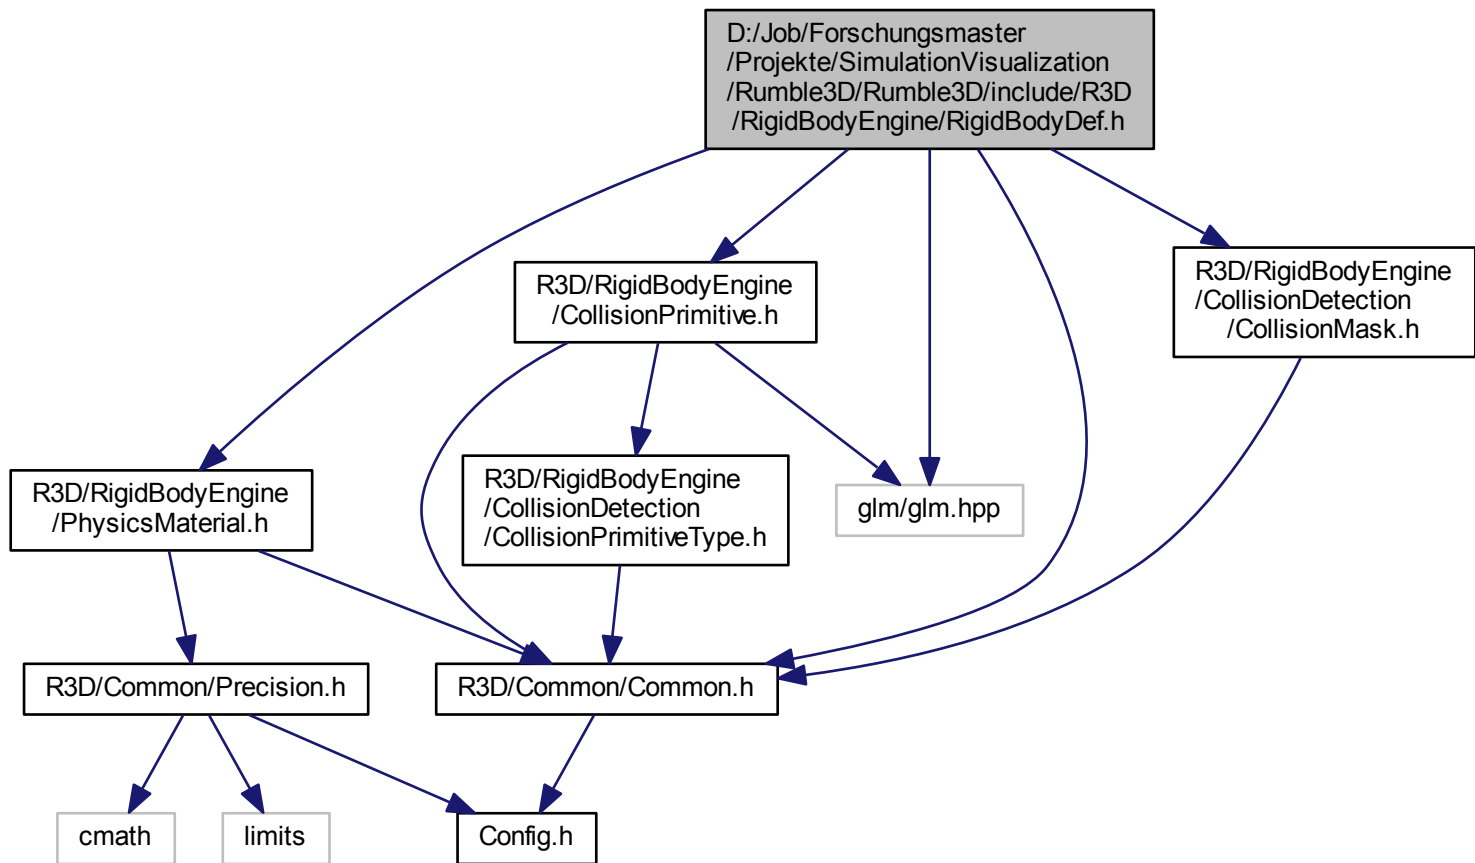 D:/Job/Forschungsmaster
/Projekte/SimulationVisualization
/Rumble3D/Rumble3D/include/R3D
/RigidBodyEngine/RigidBodyDef.h
R3D/RigidBodyEngine
/CollisionPrimitive.h
R3D/RigidBodyEngine
/CollisionDetection
/CollisionMask.h
R3D/RigidBodyEngine
/PhysicsMaterial.h
R3D/RigidBodyEngine
/CollisionDetection
/CollisionPrimitiveType.h
glm/glm.hpp
R3D/Common/Precision.h
R3D/Common/Common.h
cmath
limits
Config.h